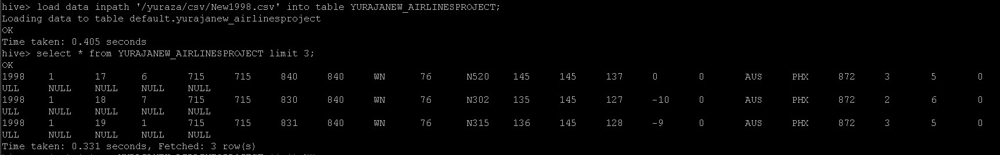 hive> load data inpath '/yuraza/csv/New1998.csv' into table YURAJANEW_AIRLINESPROJECT;
Loading data to table default.yurajanew_airlinesproject
OK
Time taken: 0.405 seconds
hive> select * from YURAJANEW_AIRLINESPROJECT limit 3;
OK
1998 1 17 6 715 715 840 840 WN 76 N520 145 145 137 0 0 AUS PHX 872 3 5 0
ULL NULL NULL NULL NULL
1998 1 18 7 715 715 830 840 WN 76 N302 135 145 127 -10 0 AUS PHX 872 2 6 0
ULL NULL NULL NULL NULL
1998 1 19 1 715 715 831 840 WN 76 N315 136 145 128 -9 0 AUS PHX 872 3 5 0
ULL NULL NULL NULL NULL
Time taken: 0.331 seconds, Fetched: 3 row(s)